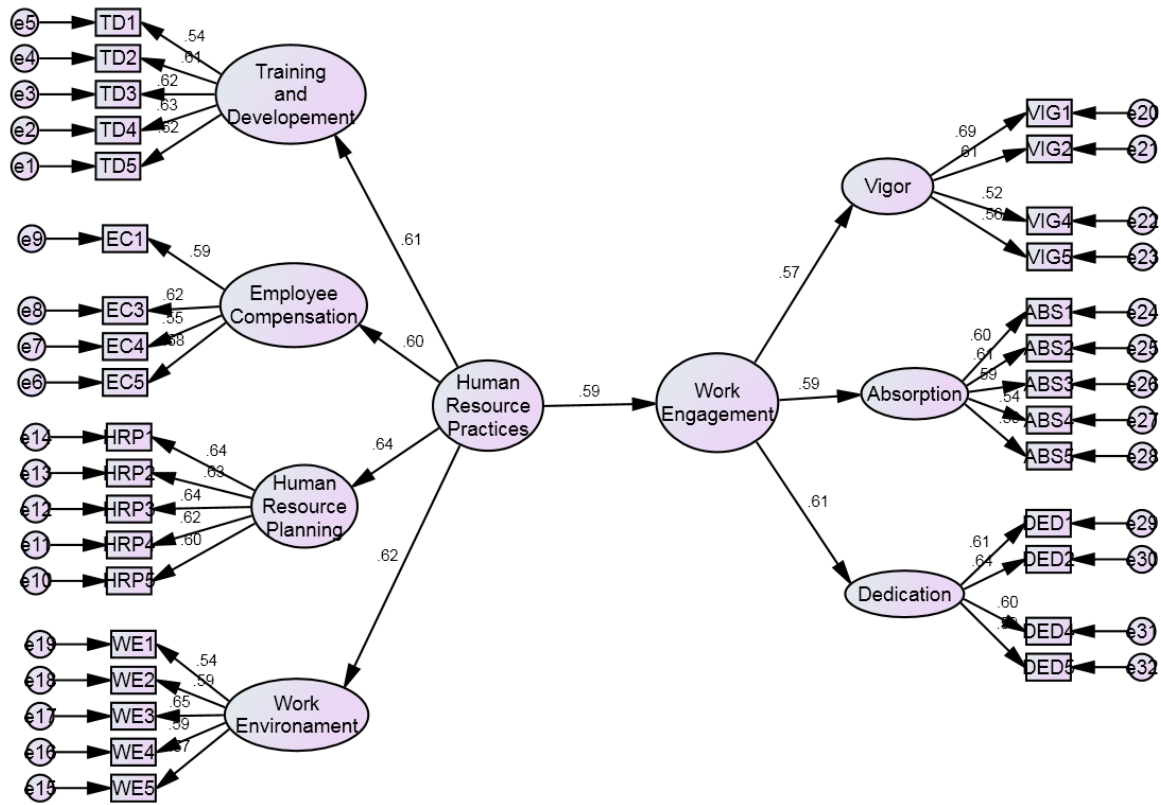 e5
TD1
.54
e4
TD2
.61
e3
TD3
.62
e2
TD4
.63
e1
TD5
.52
Training
and
Developement
e9
EC1
.59
e8
EC3
.62
e7
EC4
.55
e6
EC5
.58
Employee
Compensation
e14
HRP1
.64
e13
HRP2
.63
e12
HRP3
.64
e11
HRP4
.62
e10
HRP5
.60
Human
Resource
Planning
e19
WE1
.54
e18
WE2
.59
e17
WE3
.65
e16
WE4
.59
e15
WE5
.57
Work
Environament
.61
.60
.64
.62
Human
Resource
Practices
.59
Work
Engagement
.57
.59
.61
Vigor
.69
VIG1
e20
.61
VIG2
e21
.52
VIG4
e22
VIG5
e23
Absorption
.60
ABS1
e24
.61
ABS2
e25
.59
ABS3
e26
.54
ABS4
e27
ABS5
e28
Dedication
.61
DED1
e29
.64
DED2
e30
.60
DED4
e31
DED5
e32